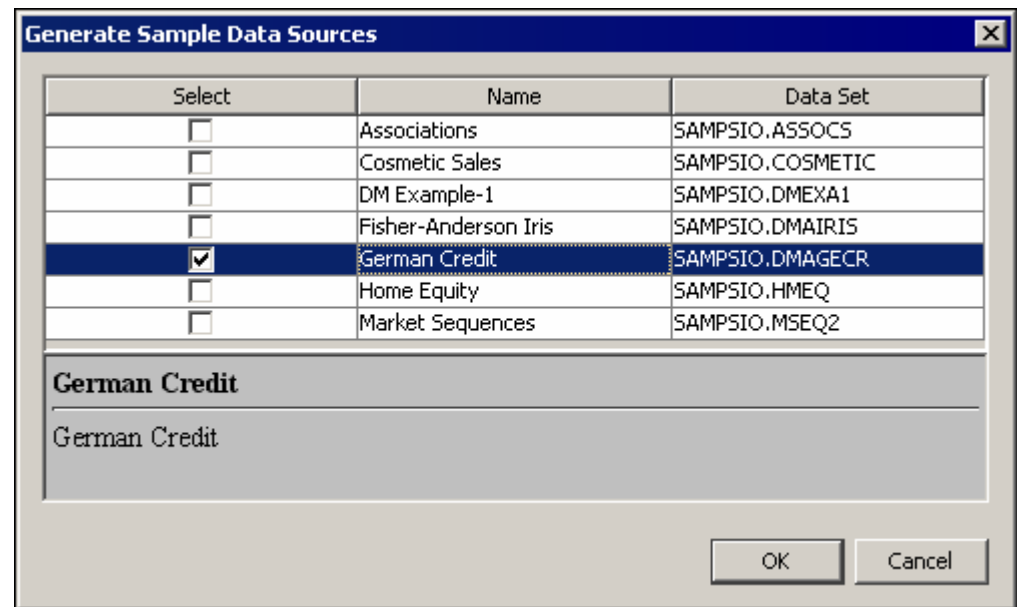 Generate Sample Data Sources
Select Name Data Set
Associations SAMPSIO.ASSOCS
Cosmetic Sales SAMPSIO.COSMETIC
DM Example-1 SAMPSIO.DMEXA1
Fisher-Anderson Iris SAMPSIO.DMAIRIS
German Credit SAMPSIO.DMAGECR
Home Equity SAMPSIO.HMEQ
Market Sequences SAMPSIO.MSEQ2
German Credit
German Credit
OK Cancel